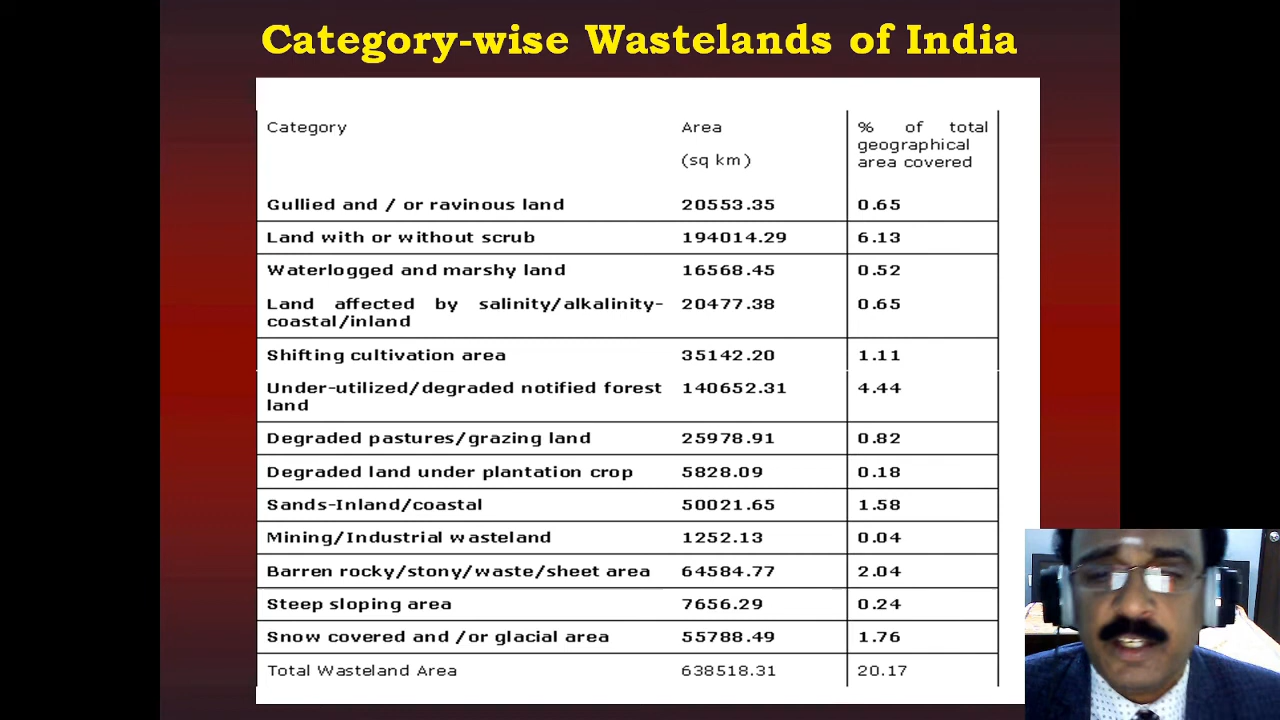 Category-wise Wastelands of India
Category Area % of total
(sq km) geographical
area covered
Gullied and / or ravinous land 20553.35 0.65
Land with or without scrub 194014.29 6.13
Waterlogged and marshy land 16568.45 0.52
Land affected by salinity/alkalinity- 20477.38 0.65
coastal/inland
Shifting cultivation area 35142.20 1.11
Under-utilized/degraded notified forest 140652.31 4.44
land
Degraded pastures/grazing land 25978.91 0.82
Degraded land under plantation crop 5828.09 0.18
Sands-Inland/coastal 50021.65 1.58
Mining/Industrial wasteland 1252.13 0.04
Barren rocky/stony/waste/sheet area 64584.77 2.04
Steep sloping area 7656.29 0.24
Snow covered and /or glacial area 55788.49 1.76
Total Wasteland Area 638518.31 20.17